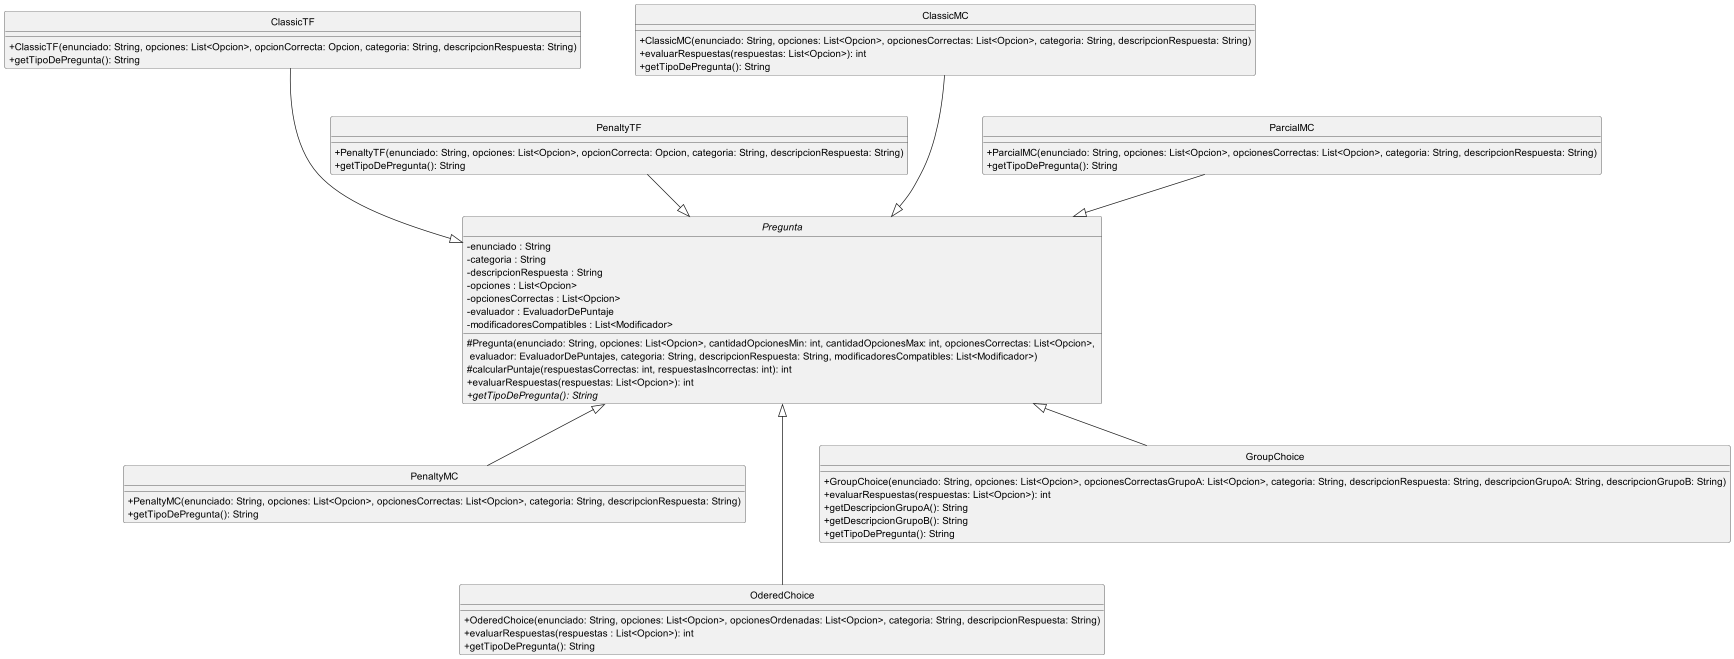 ClassicTF
+ClassicTF(enunciado: String, opciones: List<Opcion>, opcionCorrecta: Opcion, categoria: String, descripcionRespuesta: String)
+getTipoDePregunta(): String
ClassicMC
+ClassicMC(enunciado: String, opciones: List<Opcion>, opcionesCorrectas: List<Opcion>, categoria: String, descripcionRespuesta: String)
+evaluarRespuestas(respuestas: List<Opcion>): int
+getTipoDePregunta(): String
PenaltyTF
+PenaltyTF(enunciado: String, opciones: List<Opcion>, opcionCorrecta: Opcion, categoria: String, descripcionRespuesta: String)
+getTipoDePregunta(): String
ParcialMC
+ParcialMC(enunciado: String, opciones: List<Opcion>, opcionesCorrectas: List<Opcion>, categoria: String, descripcionRespuesta: String)
+getTipoDePregunta(): String
Pregunta
-enunciado : String
-categoria : String
-descripcionRespuesta : String
-opciones : List<Opcion>
-opcionesCorrectas : List<Opcion>
-evaluador : EvaluadorDePuntaje
-modificadoresCompatibles : List<Modificador>
#Pregunta(enunciado: String, opciones: List<Opcion>, cantidadOpcionesMin: int, cantidadOpcionesMax: int, opcionesCorrectas: List<Opcion>,
evaluador: EvaluadorDePuntajes, categoria: String, descripcionRespuesta: String, modificadoresCompatibles: List<Modificador>)
#calcularPuntaje(respuestasCorrectas: int, respuestasIncorrectas: int): int
+evaluarRespuestas(respuestas: List<Opcion>): int
+getTipoDePregunta(): String
PenaltyMC
+PenaltyMC(enunciado: String, opciones: List<Opcion>, opcionesCorrectas: List<Opcion>, categoria: String, descripcionRespuesta: String)
+getTipoDePregunta(): String
GroupChoice
+GroupChoice(enunciado: String, opciones: List<Opcion>, opcionesCorrectasGrupoA: List<Opcion>, categoria: String, descripcionRespuesta: String, descripcionGrupoA: String, descripcionGrupoB: String)
+evaluarRespuestas(respuestas: List<Opcion>): int
+getDescripcionGrupoA(): String
+getDescripcionGrupoB(): String
+getTipoDePregunta(): String
OderedChoice
+OderedChoice(enunciado: String, opciones: List<Opcion>, opcionesOrdenadas: List<Opcion>, categoria: String, descripcionRespuesta: String)
+evaluarRespuestas(respuestas : List<Opcion>): int
+getTipoDePregunta(): String